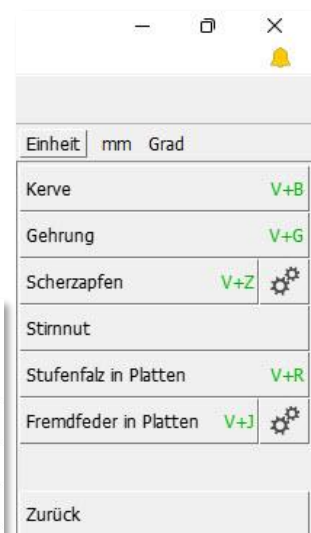 Einheit mm Grad
Kerve V+B
Gehrung V+G
Scherzapfen V+Z
Stirnnut
Stufenfalz in Platten V+R
Fremdfeder in Platten V+J
Zurück